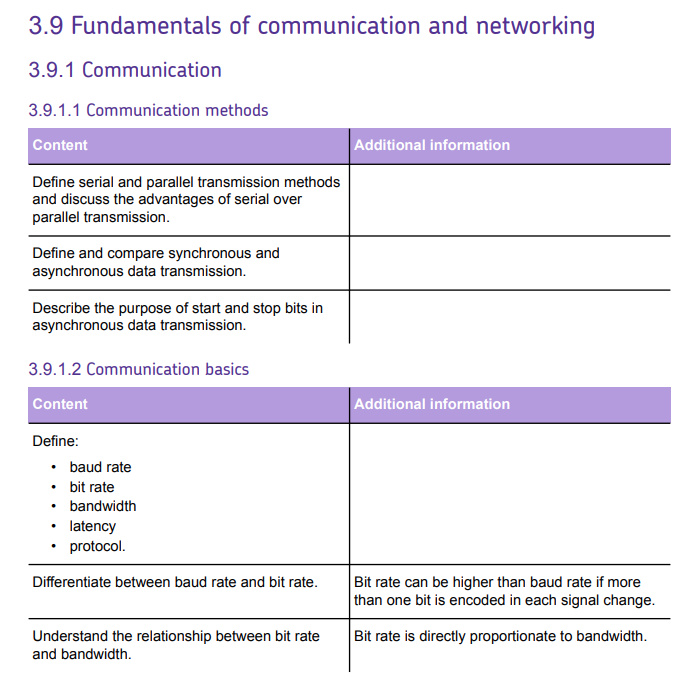 3.9 Fundamentals of communication and networking
3.9.1 Communication
3.9.1.1 Communication methods
Content
Additional information
Define serial and parallel transmission methods
and discuss the advantages of serial over
parallel transmission.
Define and compare synchronous and
asynchronous data transmission.
Describe the purpose of start and stop bits in
asynchronous data transmission.
3.9.1.2 Communication basics
Content
Additional information
Define:
• baud rate
• bit rate
• bandwidth
• latency
• protocol.
Differentiate between baud rate and bit rate.
Bit rate can be higher than baud rate if more
than one bit is encoded in each signal change.
Understand the relationship between bit rate
and bandwidth.
Bit rate is directly proportionate to bandwidth.